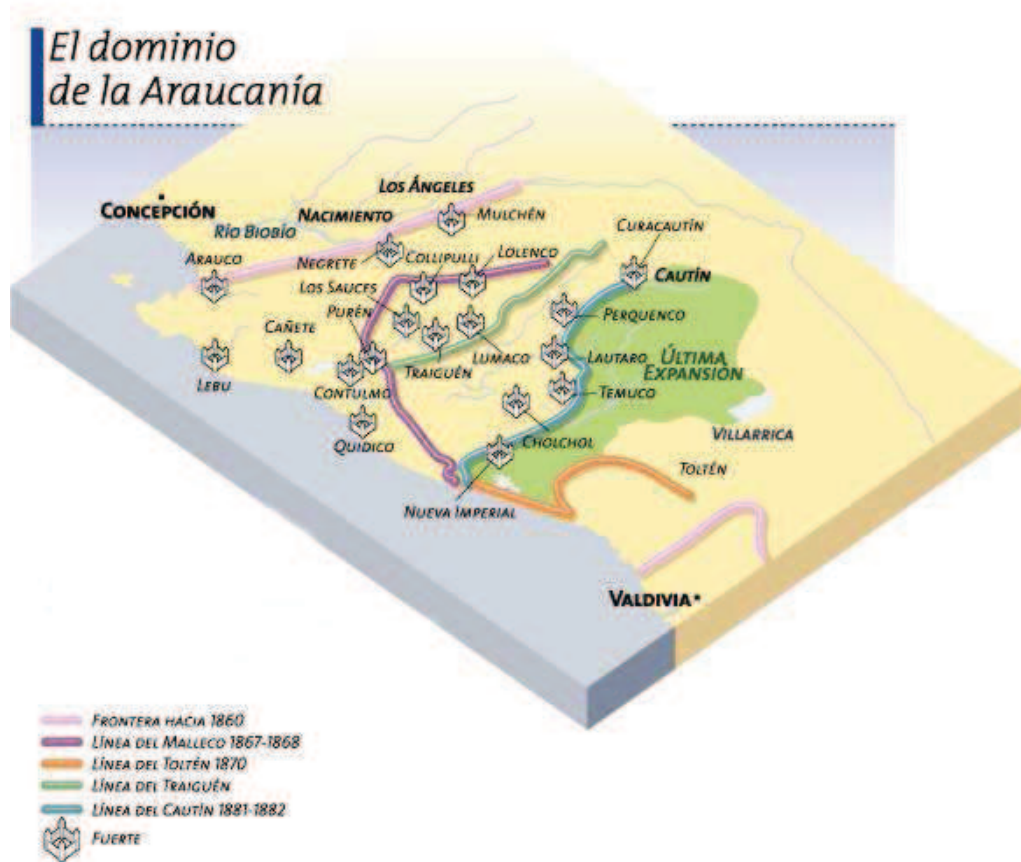 El dominio
de la Araucanía
Los Ángeles
Concepción
Nacimiento
Mulchén
Curacautín
Río Biobío
Arauco
Negrete
Collipulli
Lolenco
Cautín
Los Sauces
Purén
Perquenco
Cañete
Lebu
Contulmo
Traiguén
Lumaco
Lautaro
Última
Expansión
Temuco
Quidico
Cholchol
Villarrica
Toltén
Nueva Imperial
Valdivia
Frontera hacia 1860
Línea del Malleco 1867-1868
Línea del Toltén 1870
Línea del Traiguén
Línea del Cautín 1881-1882
Fuerte